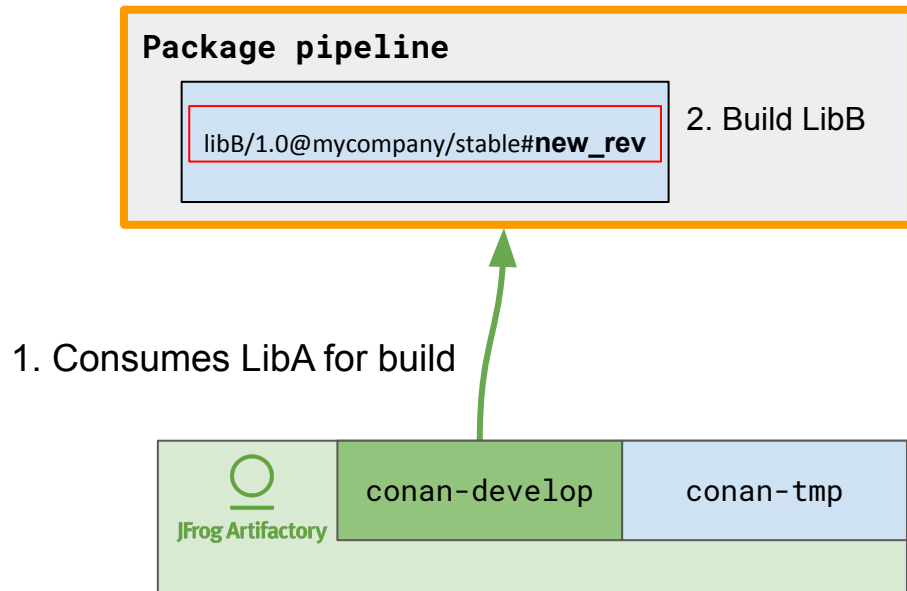 Package pipeline
libB/1.0@mycompany/stable#new_rev
2. Build LibB
1. Consumes LibA for build
JFrog Artifactory
conan-develop
conan-tmp